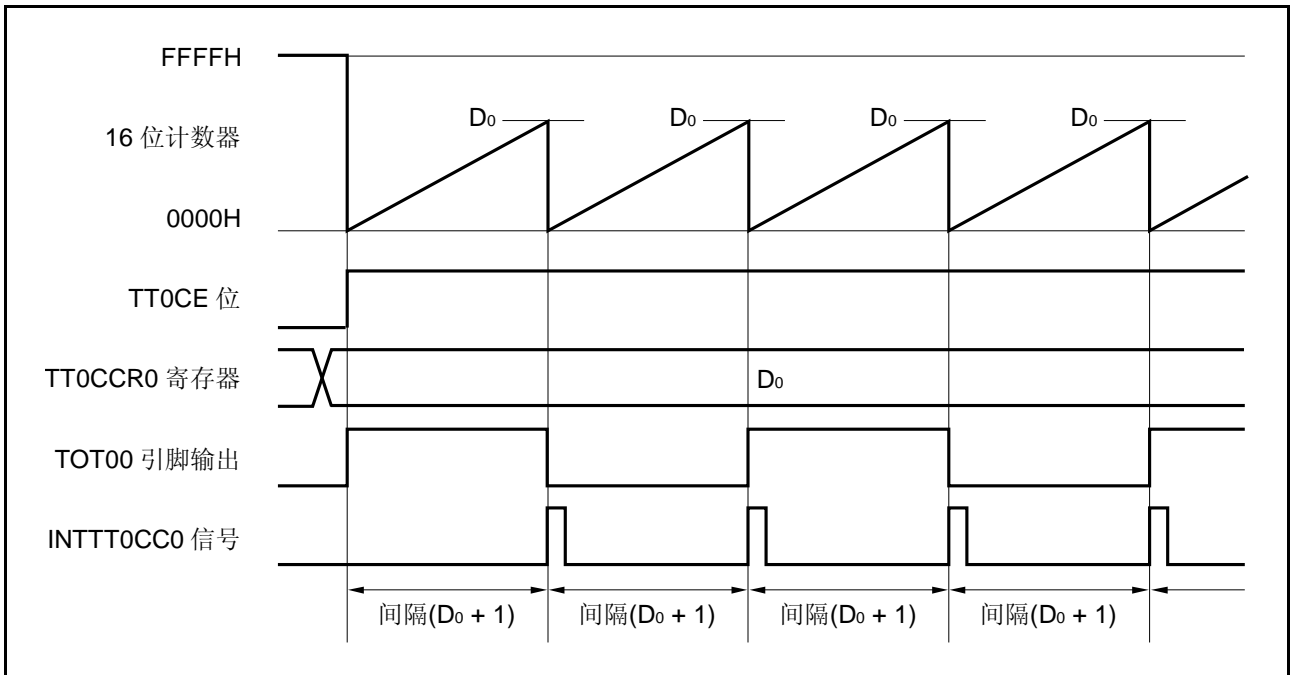 FFFFH
D0 D0 D0 D0
16 位计数器
0000H
TT0CE 位
TT0CCR0 寄存器 D0
TOT00 引脚输出
INTTT0CC0 信号
间隔(D0 + 1) 间隔(D0 + 1) 间隔(D0 + 1) 间隔(D0 + 1)